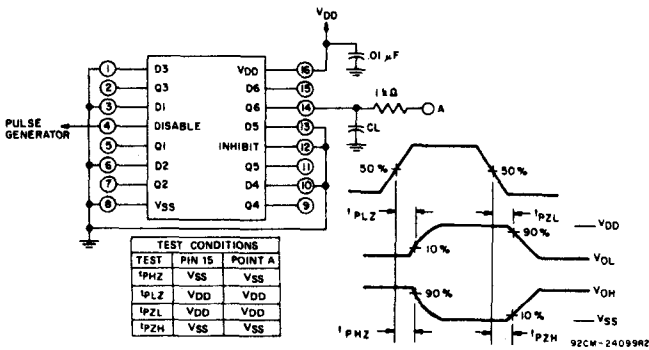 VDD
.01 μF
1 D3 VDD 16
2 Q3 D6 15
3 D1 Q6 14
1 kΩ
A
PULSE GENERATOR
4 DISABLE D5 13
CL
5 Q1 INHIBIT 12
6 D2 Q5 11
7 Q2 D4 10
8 VSS Q4 9
TEST CONDITIONS
TEST PIN 15 POINT A
tPHZ VSS VSS
tPLZ VDD VDD
tPZL VDD VDD
tPZH VSS VSS
50% 50%
tPLZ tPZL
VDD
90%
10%
VOL
VOH
90%
10%
VSS
tPHZ tPZH
92CM-24099R2